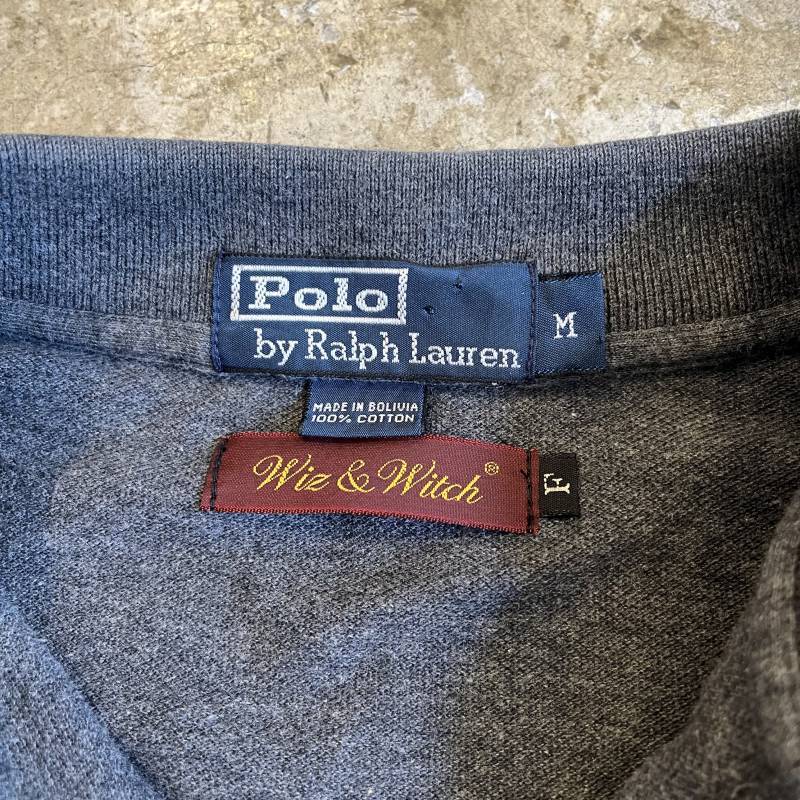 Polo
by Ralph Lauren
M
MADE IN BOLIVIA
100% COTTON
Wiz & Witch®
F